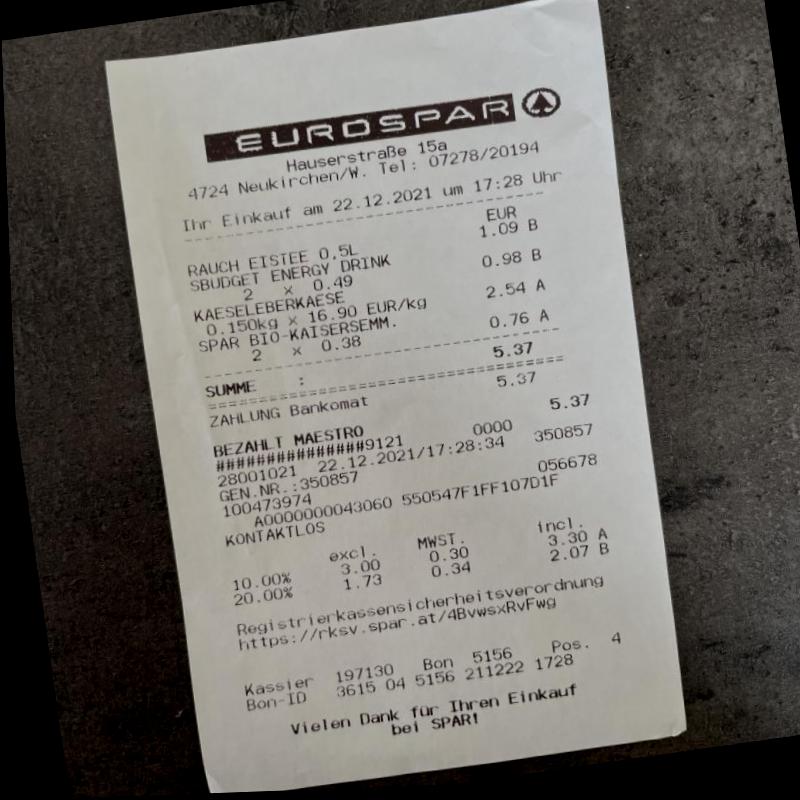 EUROSPAR
Hauserstraße 15a
4724 Neukirchen/W. Tel: 07278/20194
Ihr Einkauf am 22.12.2021 um 17:28 Uhr
EUR
RAUCH EISTEE 0,5L 1.09 B
SBUDGET ENERGY DRINK
2 x 0.49 0.98 B
KAESELEBERKAESE
0.150kg x 16.90 EUR/kg 2.54 A
SPAR BIO-KAISERSEMM.
2 x 0.38 0.76 A
SUMME : 5.37
ZAHLUNG Bankomat 5.37
BEZAHLT MAESTRO 5.37
###############9121 0000
28001021 22.12.2021/17:28:34 350857
GEN.NR.:350857
100473974 056678
A0000000043060 550547F1FF107D1F
KONTAKTLOS
excl. MWST. incl.
10.00% 3.00 0.30 3.30 A
20.00% 1.73 0.34 2.07 B
Registrierkassensicherheitsverordnung
https://rksv.spar.at/4BvwsxRvFwg
Kassier 197130 Bon 5156 Pos. 4
Bon-ID 3615 04 5156 211222 1728
Vielen Dank für Ihren Einkauf
bei SPAR!